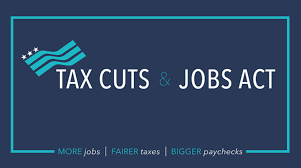 TAX CUTS & JOBS ACT
MORE jobs | FAIRER taxes | BIGGER paychecks